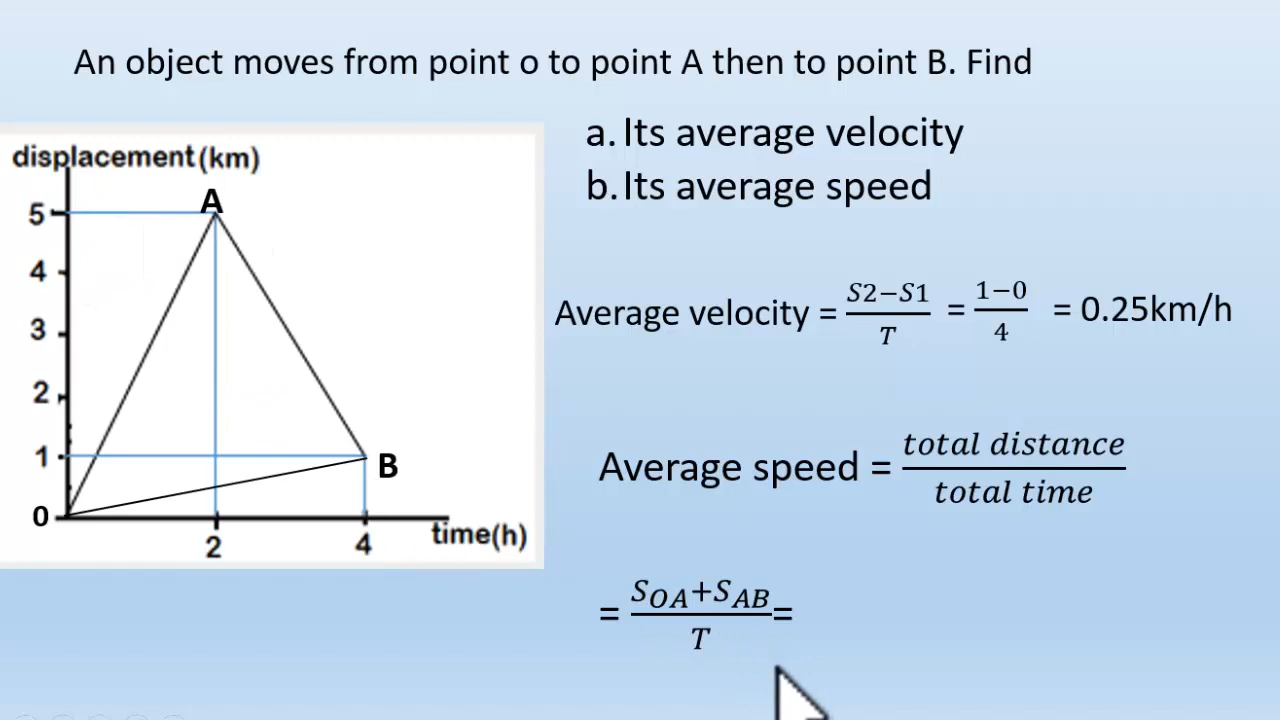 An object moves from point o to point A then to point B. Find
a. Its average velocity
b. Its average speed
displacement(km)
A
5
4
3
2
1
B
0
2
4
time(h)
Average velocity = S2−S1/T = 1−0/4 = 0.25km/h
Average speed = total distance/total time
= S_OA+S_AB/T =